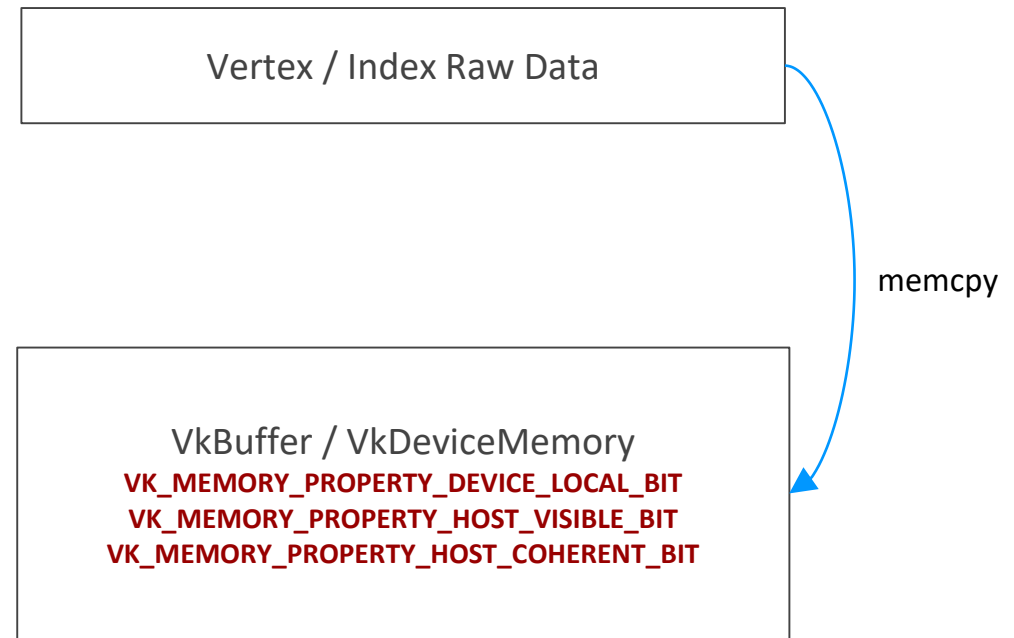 Vertex / Index Raw Data
memcpy
VkBuffer / VkDeviceMemory
VK_MEMORY_PROPERTY_DEVICE_LOCAL_BIT
VK_MEMORY_PROPERTY_HOST_VISIBLE_BIT
VK_MEMORY_PROPERTY_HOST_COHERENT_BIT